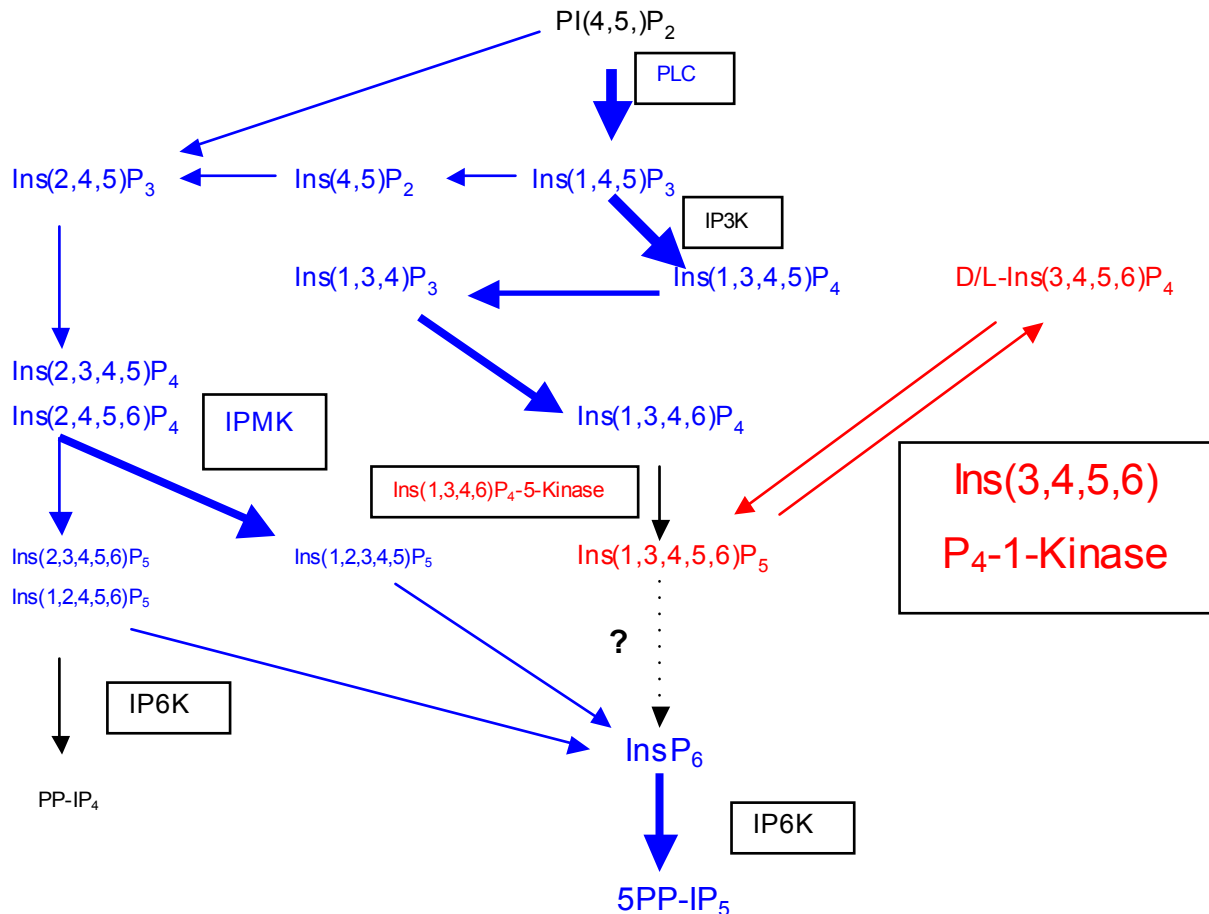 PI(4,5,)P₂
PLC
Ins(2,4,5)P₃ Ins(4,5)P₂ Ins(1,4,5)P₃
IP3K
Ins(1,3,4)P₃ Ins(1,3,4,5)P₄ D/L-Ins(3,4,5,6)P₄
Ins(2,3,4,5)P₄
Ins(2,4,5,6)P₄ IPMK Ins(1,3,4,6)P₄
Ins(1,3,4,6)P₄-5-Kinase
Ins(3,4,5,6)
P₄-1-Kinase
Ins(2,3,4,5,6)P₅ Ins(1,2,3,4,5)P₅ Ins(1,3,4,5,6)P₅
Ins(1,2,4,5,6)P₅
?
IP6K
InsP₆
PP-IP₄
IP6K
5PP-IP₅